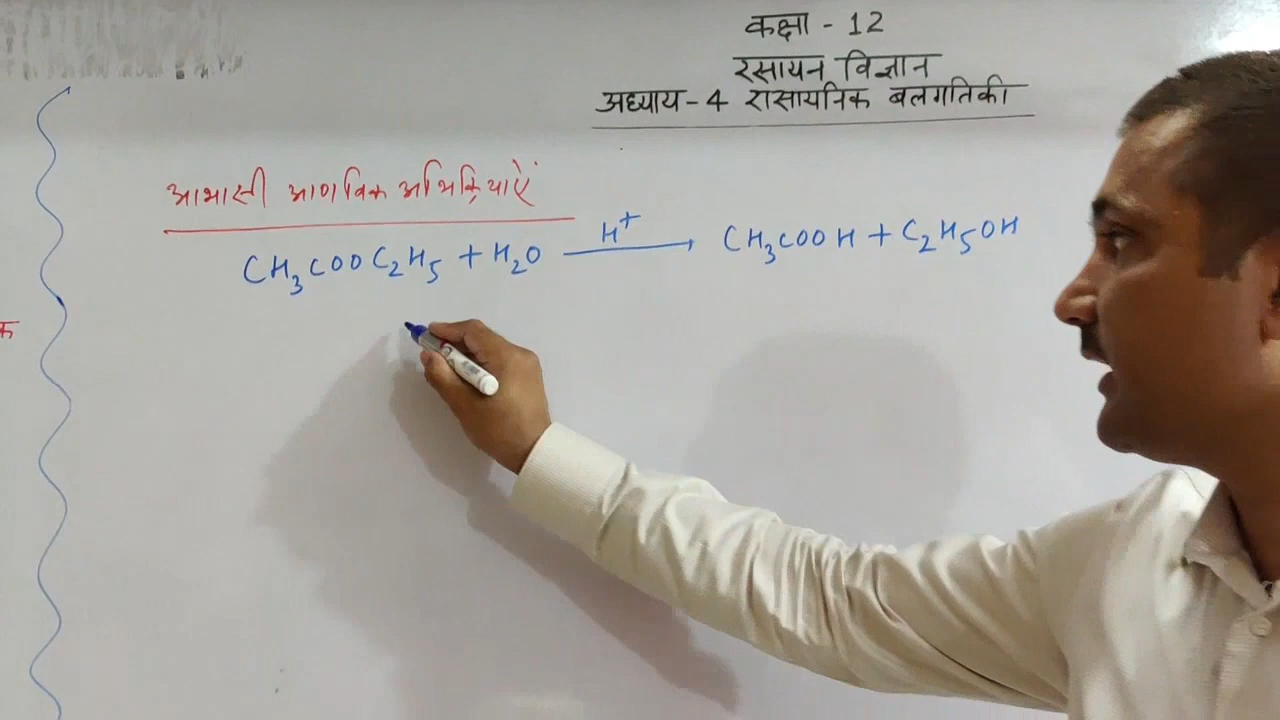 कक्षा - 12
रसायन विज्ञान
अध्याय-4 रासायनिक बलगतिकी
आभासी आणविक अभिक्रियाऐं
CH₃COOC₂H₅ + H₂O —H⁺→ CH₃COOH + C₂H₅OH
क